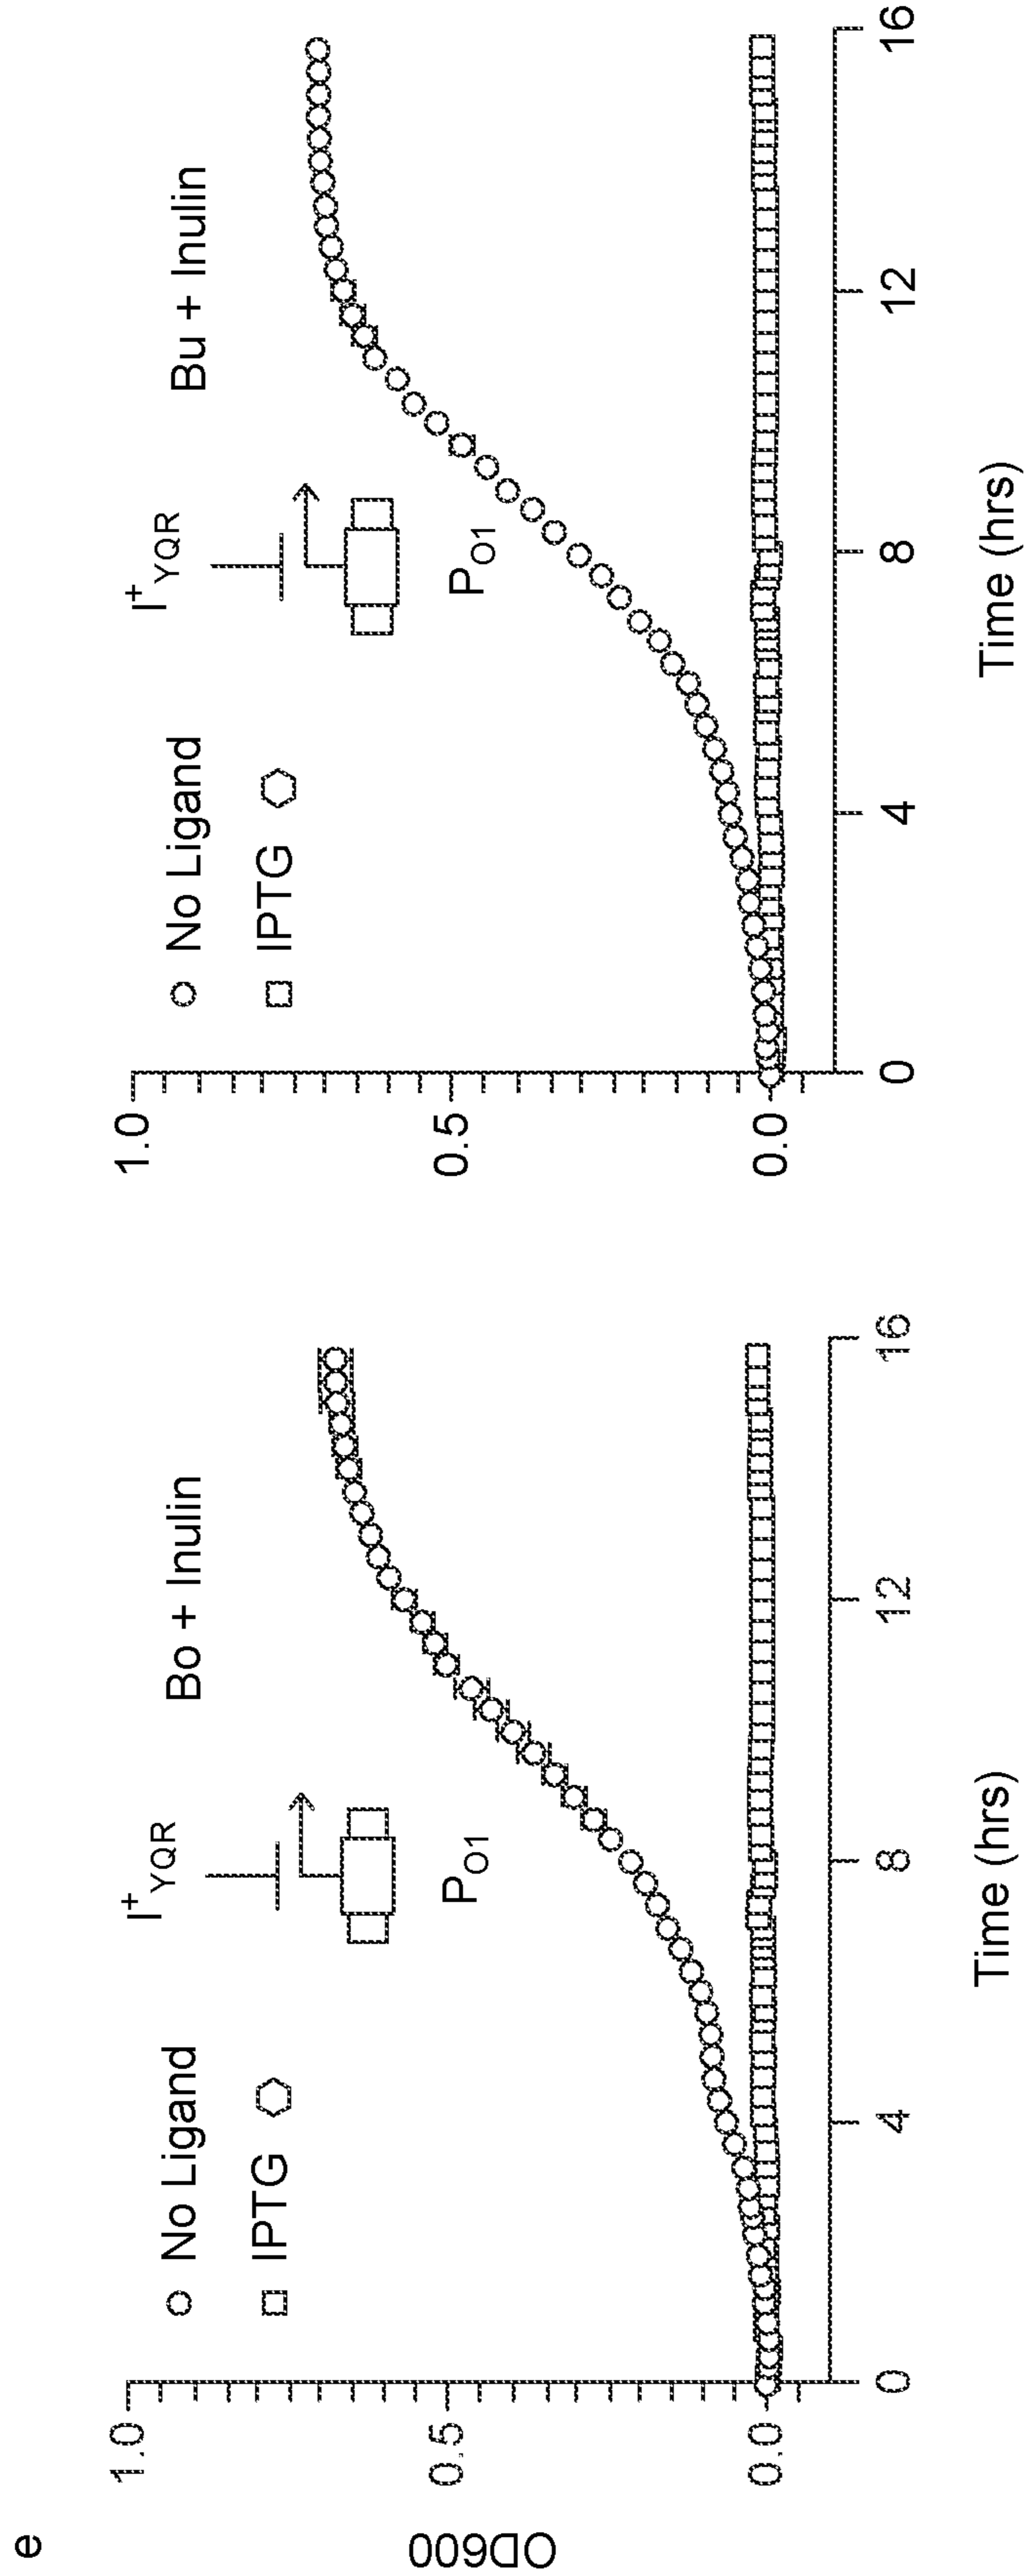 e
OD600
1.0
0.5
0.0
No Ligand
IPTG
I+YQR
PO1
Bo + Inulin
0 4 8 12 16
Time (hrs)
1.0
0.5
0.0
No Ligand
IPTG
I+YQR
PO1
Bu + Inulin
0 4 8 12 16
Time (hrs)